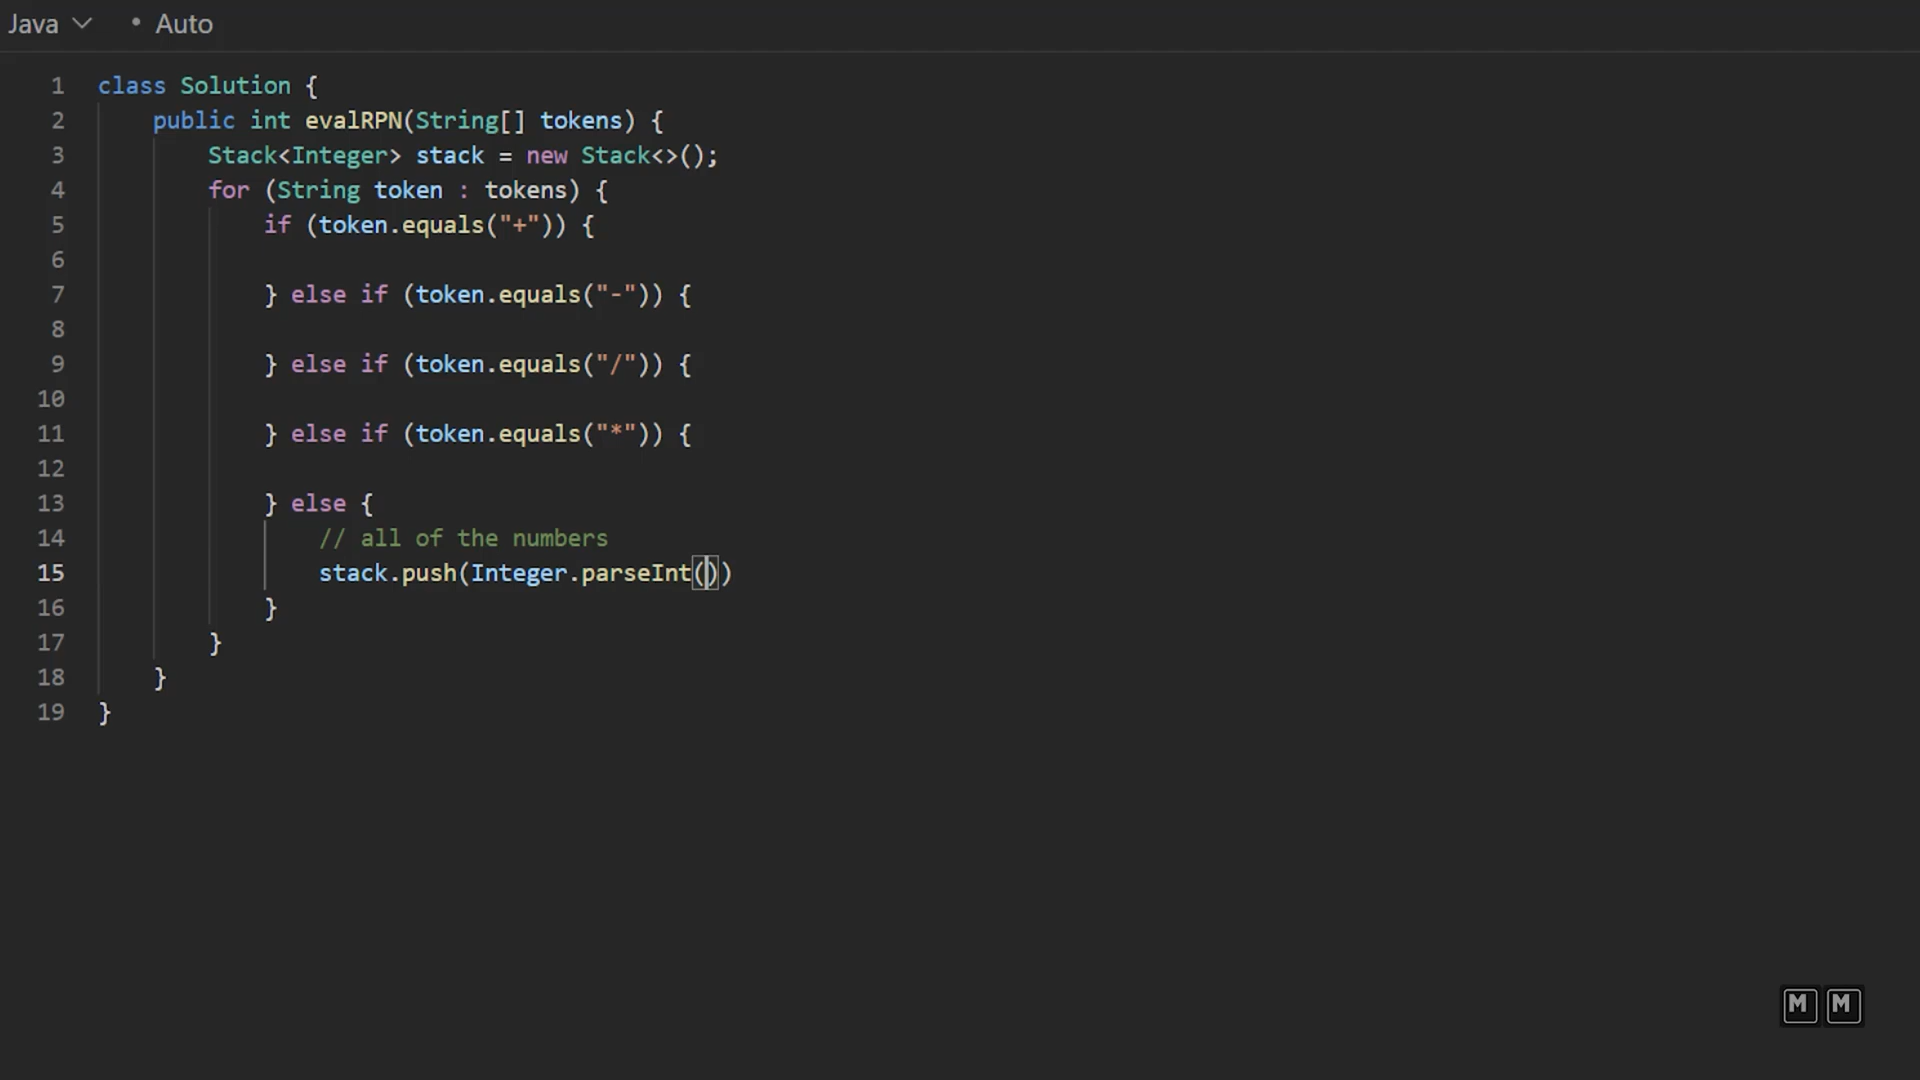 Java • Auto
1 class Solution {
2 public int evalRPN(String[] tokens) {
3 Stack<Integer> stack = new Stack<>();
4 for (String token : tokens) {
5 if (token.equals("+")) {
6
7 } else if (token.equals("-")) {
8
9 } else if (token.equals("/")) {
10
11 } else if (token.equals("*")) {
12
13 } else {
14 // all of the numbers
15 stack.push(Integer.parseInt())
16 }
17 }
18 }
19 }
M M